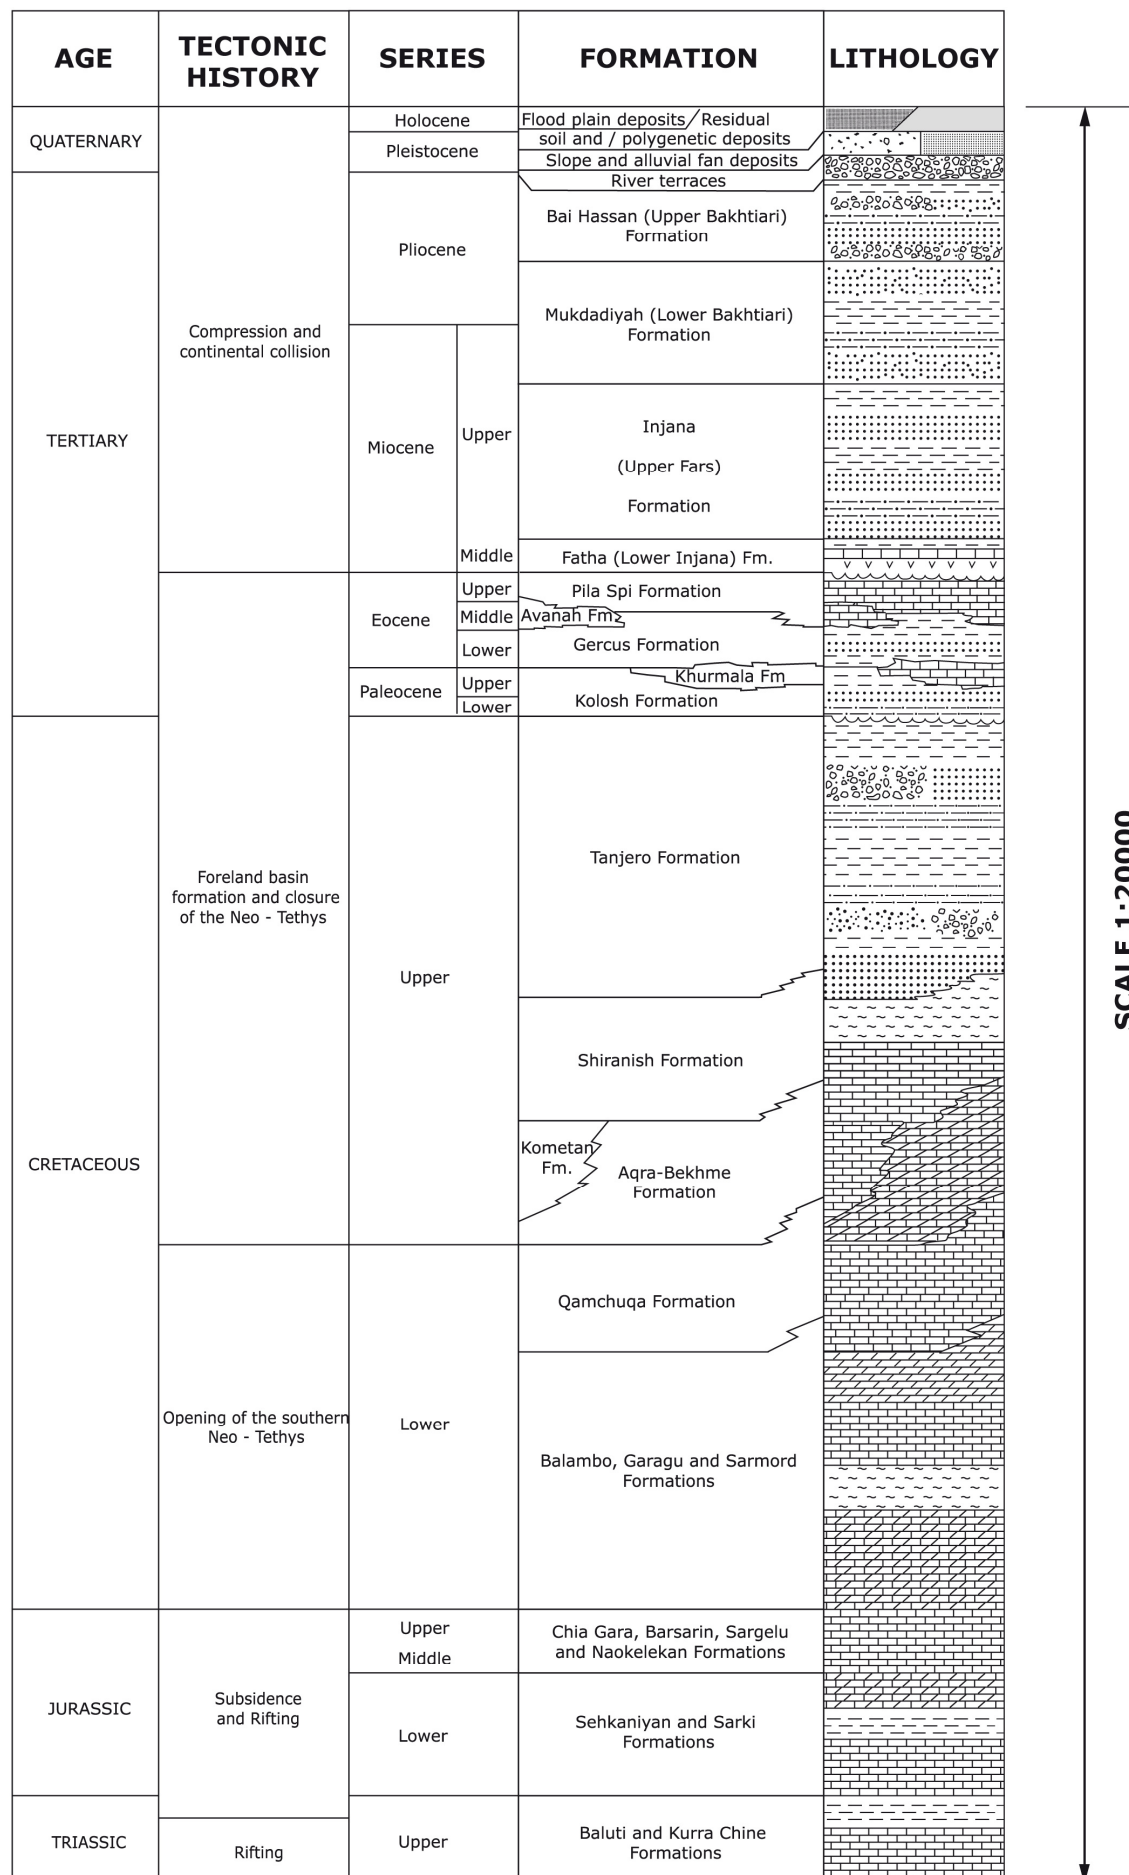 AGE
TECTONIC
HISTORY
SERIES
FORMATION
LITHOLOGY
QUATERNARY
Holocene
Pleistocene
Flood plain deposits / Residual
soil and / polygenetic deposits
Slope and alluvial fan deposits
River terraces
TERTIARY
Compression and
continental collision
Pliocene
Bai Hassan (Upper Bakhtiari)
Formation
Mukdadiyah (Lower Bakhtiari)
Formation
Miocene
Upper
Injana
(Upper Fars)
Formation
Middle
Fatha (Lower Injana) Fm.
Eocene
Upper
Pila Spi Formation
Middle
Avanah Fm.
Lower
Gercus Formation
Paleocene
Upper
Khurmala Fm
Lower
Kolosh Formation
CRETACEOUS
Foreland basin
formation and closure
of the Neo - Tethys
Upper
Tanjero Formation
Shiranish Formation
Kometan
Fm.
Aqra-Bekhme
Formation
Opening of the southern
Neo - Tethys
Lower
Qamchuqa Formation
Balambo, Garagu and Sarmord
Formations
JURASSIC
Subsidence
and Rifting
Upper
Middle
Chia Gara, Barsarin, Sargelu
and Naokelekan Formations
Lower
Sehkaniyan and Sarki
Formations
TRIASSIC
Rifting
Upper
Baluti and Kurra Chine
Formations
SCALE 1:20000